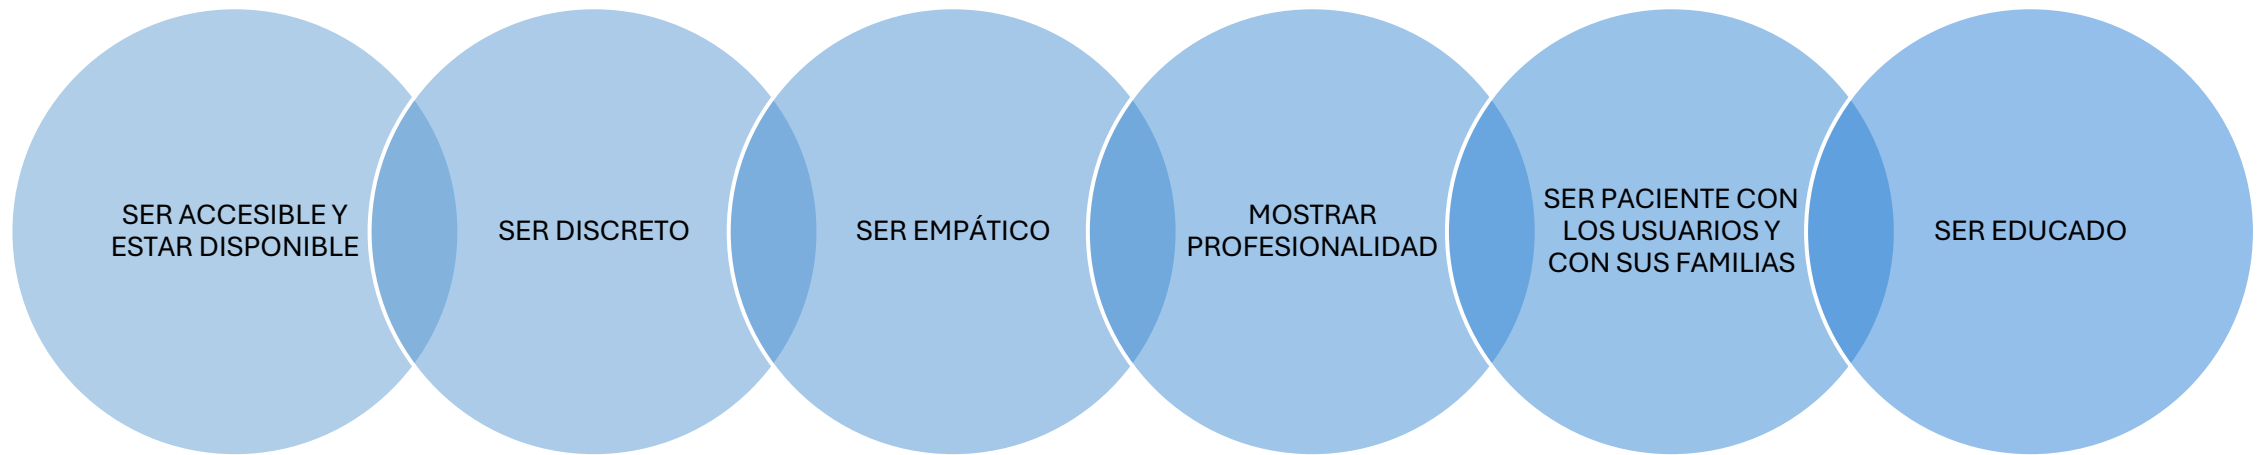 SER ACCESIBLE Y
ESTAR DISPONIBLE
SER DISCRETO
SER EMPÁTICO
MOSTRAR
PROFESIONALIDAD
SER PACIENTE CON
LOS USUARIOS Y
CON SUS FAMILIAS
SER EDUCADO